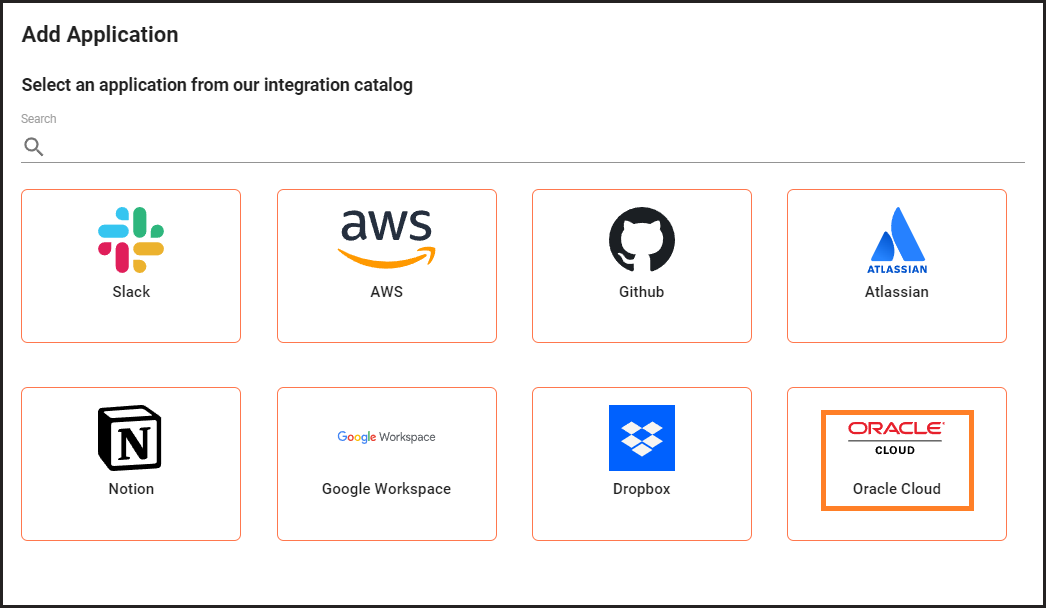 Add Application
Select an application from our integration catalog
Search
aws
ATLASSIAN
Slack
AWS
Github
Atlassian
N
Google Workspace
ORACLE
CLOUD
Notion
Google Workspace
Dropbox
Oracle Cloud